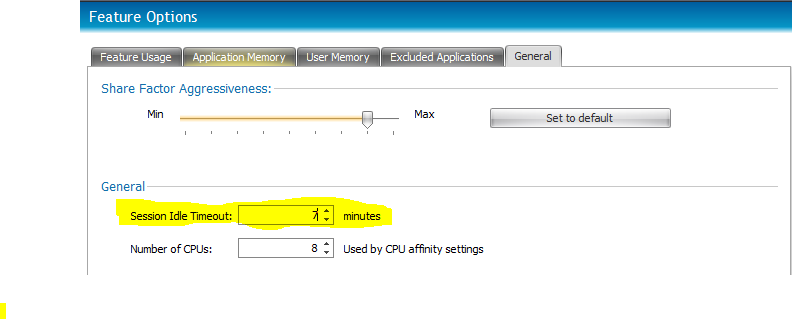 Feature Options
Feature Usage Application Memory User Memory Excluded Applications General
Share Factor Aggressiveness:
Min Max Set to default
General
Session Idle Timeout: 7 minutes
Number of CPUs: 8 Used by CPU affinity settings